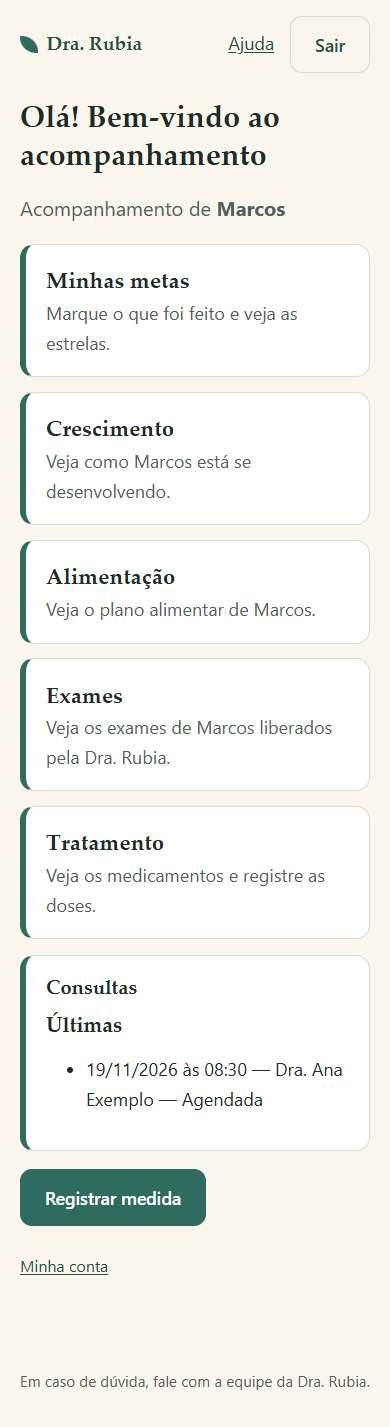 Dra. Rubia
Ajuda
Sair
Olá! Bem-vindo ao
acompanhamento
Acompanhamento de Marcos
Minhas metas
Marque o que foi feito e veja as
estrelas.
Crescimento
Veja como Marcos está se
desenvolvendo.
Alimentação
Veja o plano alimentar de Marcos.
Exames
Veja os exames de Marcos liberados
pela Dra. Rubia.
Tratamento
Veja os medicamentos e registre as
doses.
Consultas
Últimas
• 19/11/2026 às 08:30 — Dra. Ana
Exemplo — Agendada
Registrar medida
Minha conta
Em caso de dúvida, fale com a equipe da Dra. Rubia.